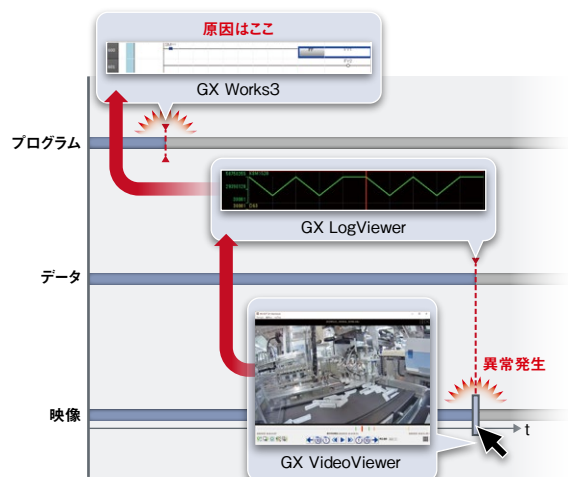 原因はここ
GX Works3
プログラム
GX LogViewer
データ
異常発生
映像
t
GX VideoViewer